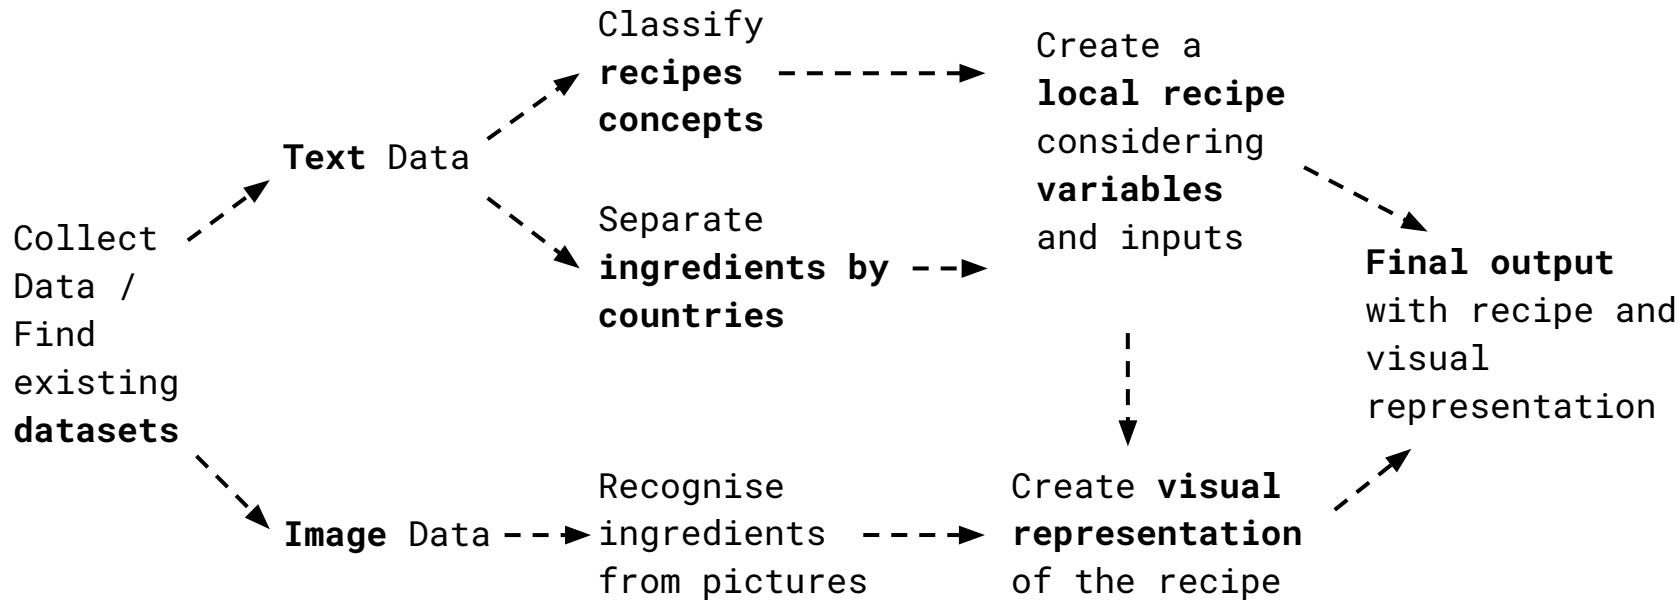 Collect
Data /
Find
existing
datasets
Text Data
Image Data
Classify
recipes
concepts
Separate
ingredients by
countries
Recognise
ingredients
from pictures
Create a
local recipe
considering
variables
and inputs
Create visual
representation
of the recipe
Final output
with recipe and
visual
representation